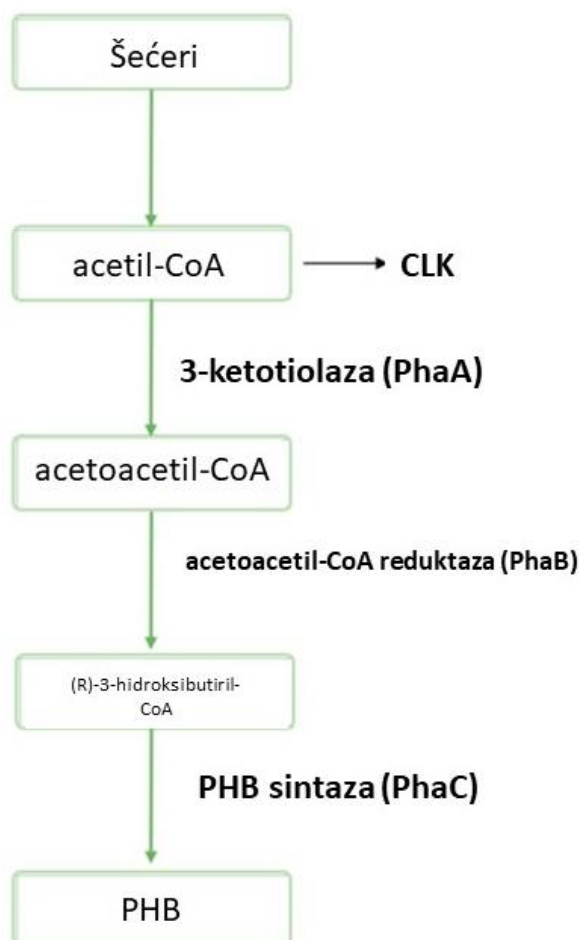 Šećeri
acetil-CoA
CLK
3-ketotiolaza (PhaA)
acetoacetil-CoA
acetoacetil-CoA reduktaza (PhaB)
(R)-3-hidroksibutiril-
CoA
PHB sintaza (PhaC)
PHB